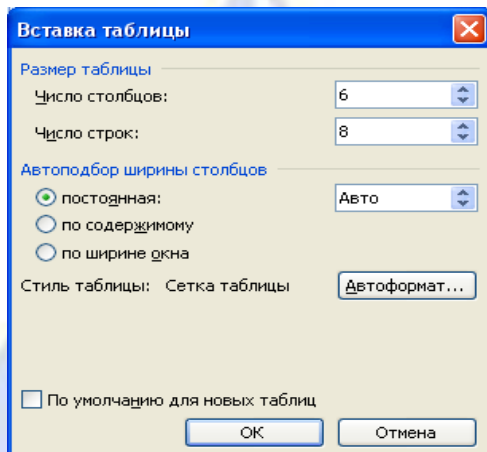 Вставка таблицы
Размер таблицы
Число столбцов: 6
Число строк: 8
Автоподбор ширины столбцов
постоянная: Авто
по содержимому
по ширине окна
Стиль таблицы: Сетка таблицы Автоформат...
По умолчанию для новых таблиц
ОК Отмена